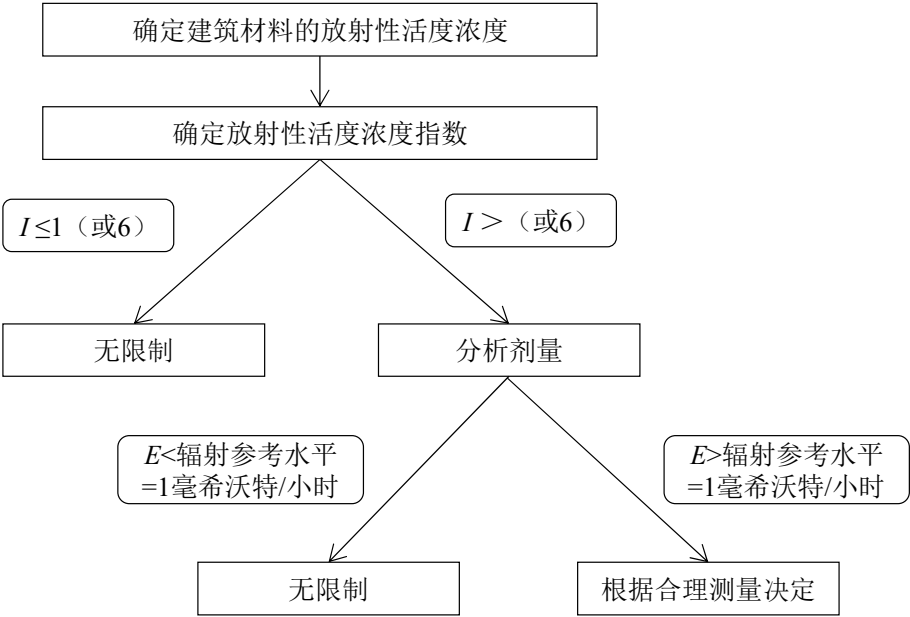 确定建筑材料的放射性活度浓度
确定放射性活度浓度指数
I≤1（或6）
I＞（或6）
无限制
分析剂量
E<辐射参考水平
=1毫希沃特/小时
E>辐射参考水平
=1毫希沃特/小时
无限制
根据合理测量决定